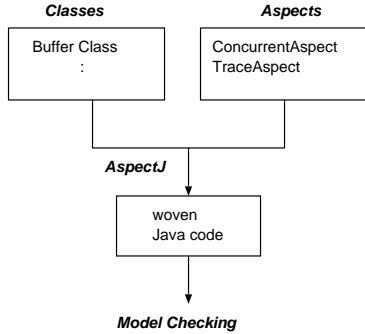 Classes
Aspects
Buffer Class
:
ConcurrentAspect
TraceAspect
AspectJ
woven
Java code
Model Checking